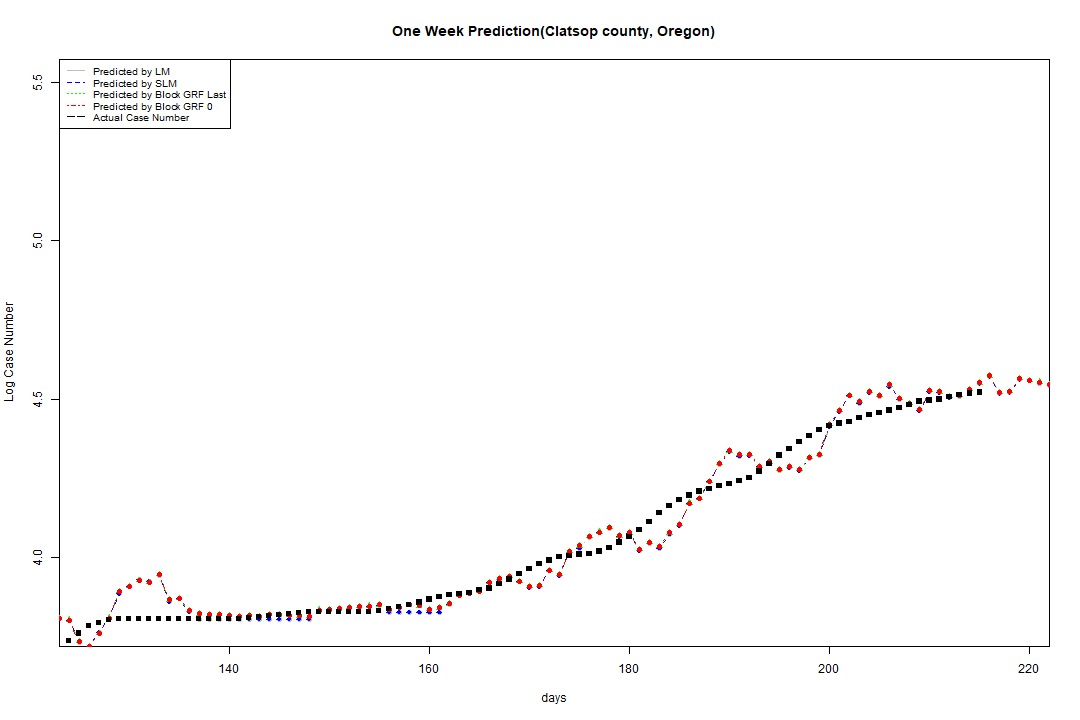 One Week Prediction(Clatsop county, Oregon)
Predicted by LM
Predicted by SLM
Predicted by Block GRF Last
Predicted by Block GRF 0
Actual Case Number
5.5
5.0
4.5
4.0
Log Case Number
140 160 180 200 220
days